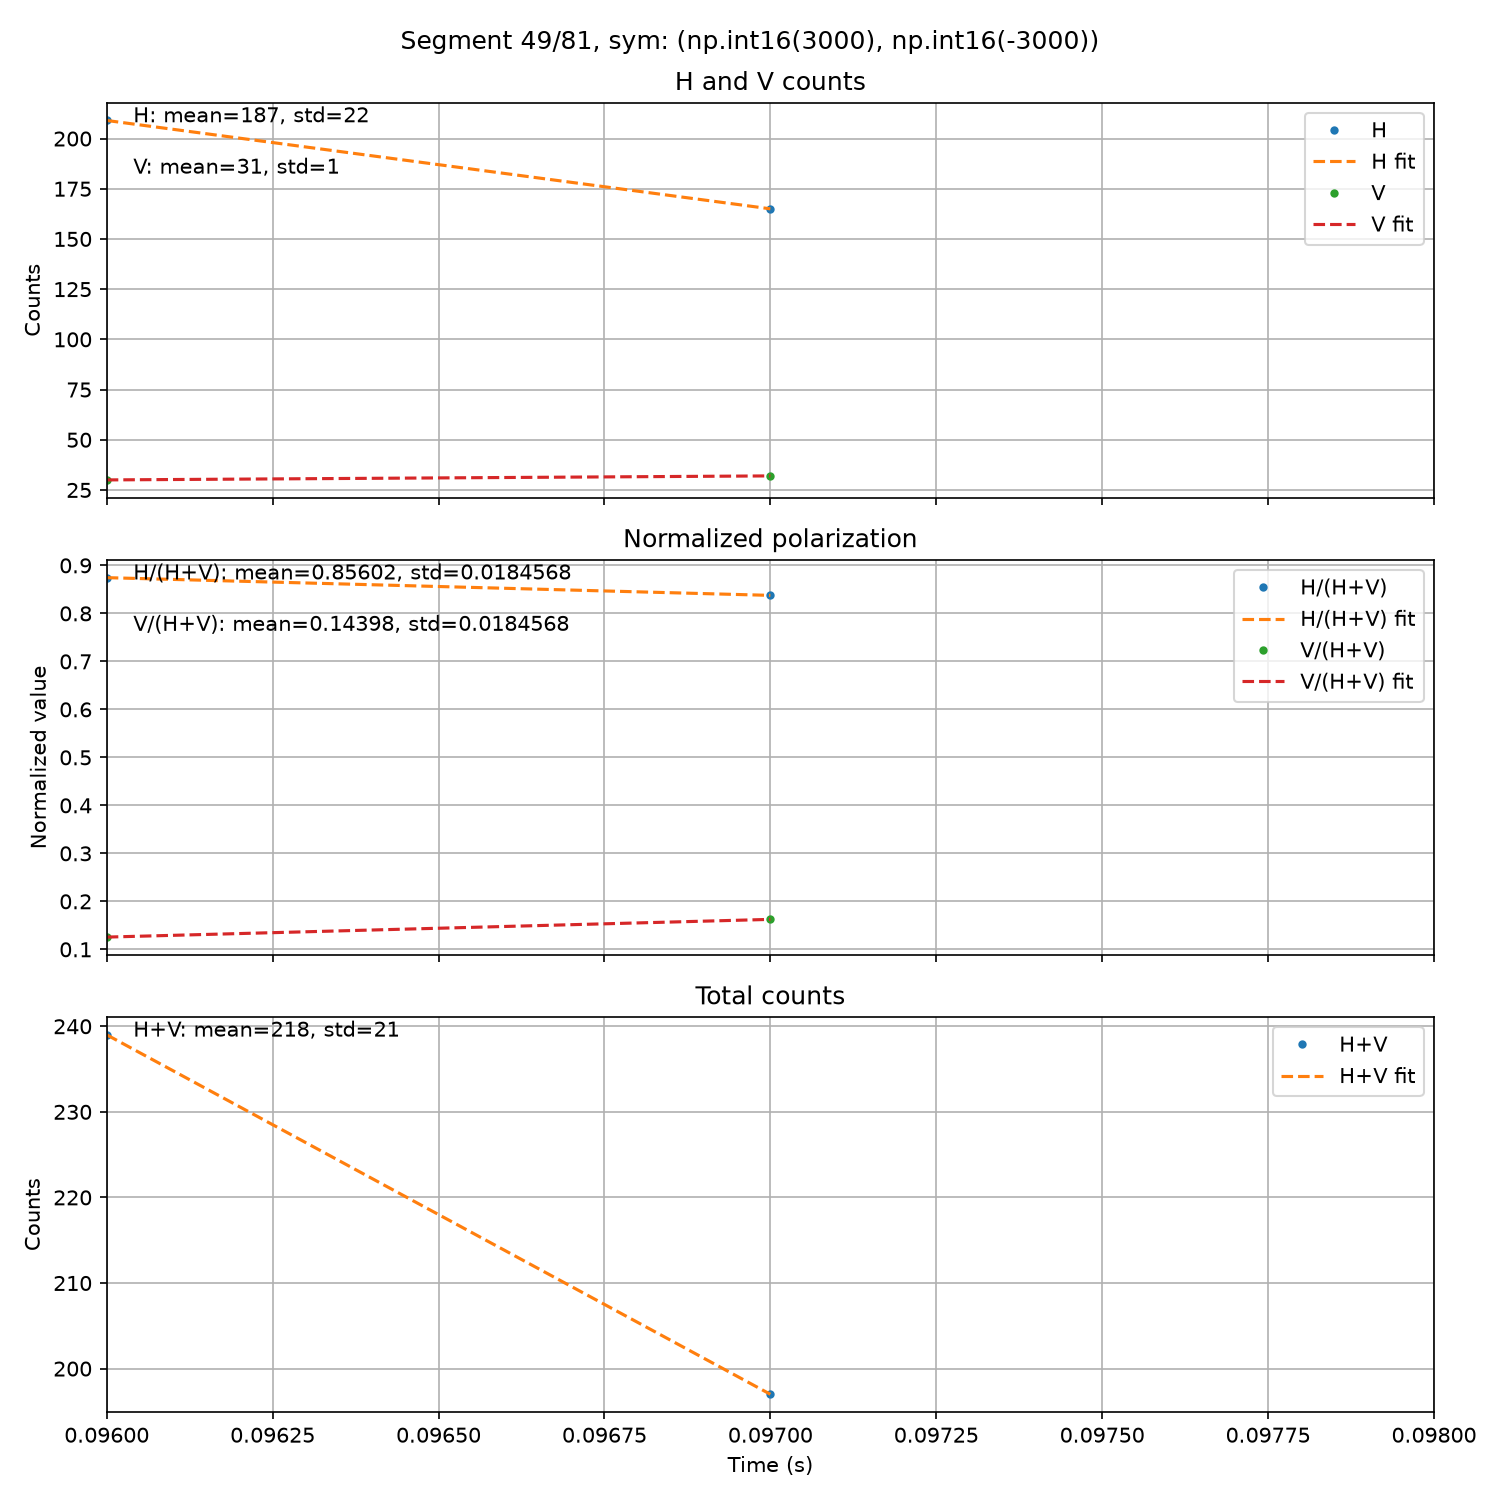 Segment 49/81, sym: (np.int16(3000), np.int16(-3000))
H and V counts
H: mean=187, std=22
V: mean=31, std=1
H
H fit
V
V fit
200
175
150
125
100
75
50
25
Counts
Normalized polarization
H/(H+V): mean=0.85602, std=0.0184568
V/(H+V): mean=0.14398, std=0.0184568
H/(H+V)
H/(H+V) fit
V/(H+V)
V/(H+V) fit
0.9
0.8
0.7
0.6
0.5
0.4
0.3
0.2
0.1
Normalized value
Total counts
H+V: mean=218, std=21
H+V
H+V fit
240
230
220
210
200
Counts
0.09600 0.09625 0.09650 0.09675 0.09700 0.09725 0.09750 0.09775 0.09800
Time (s)